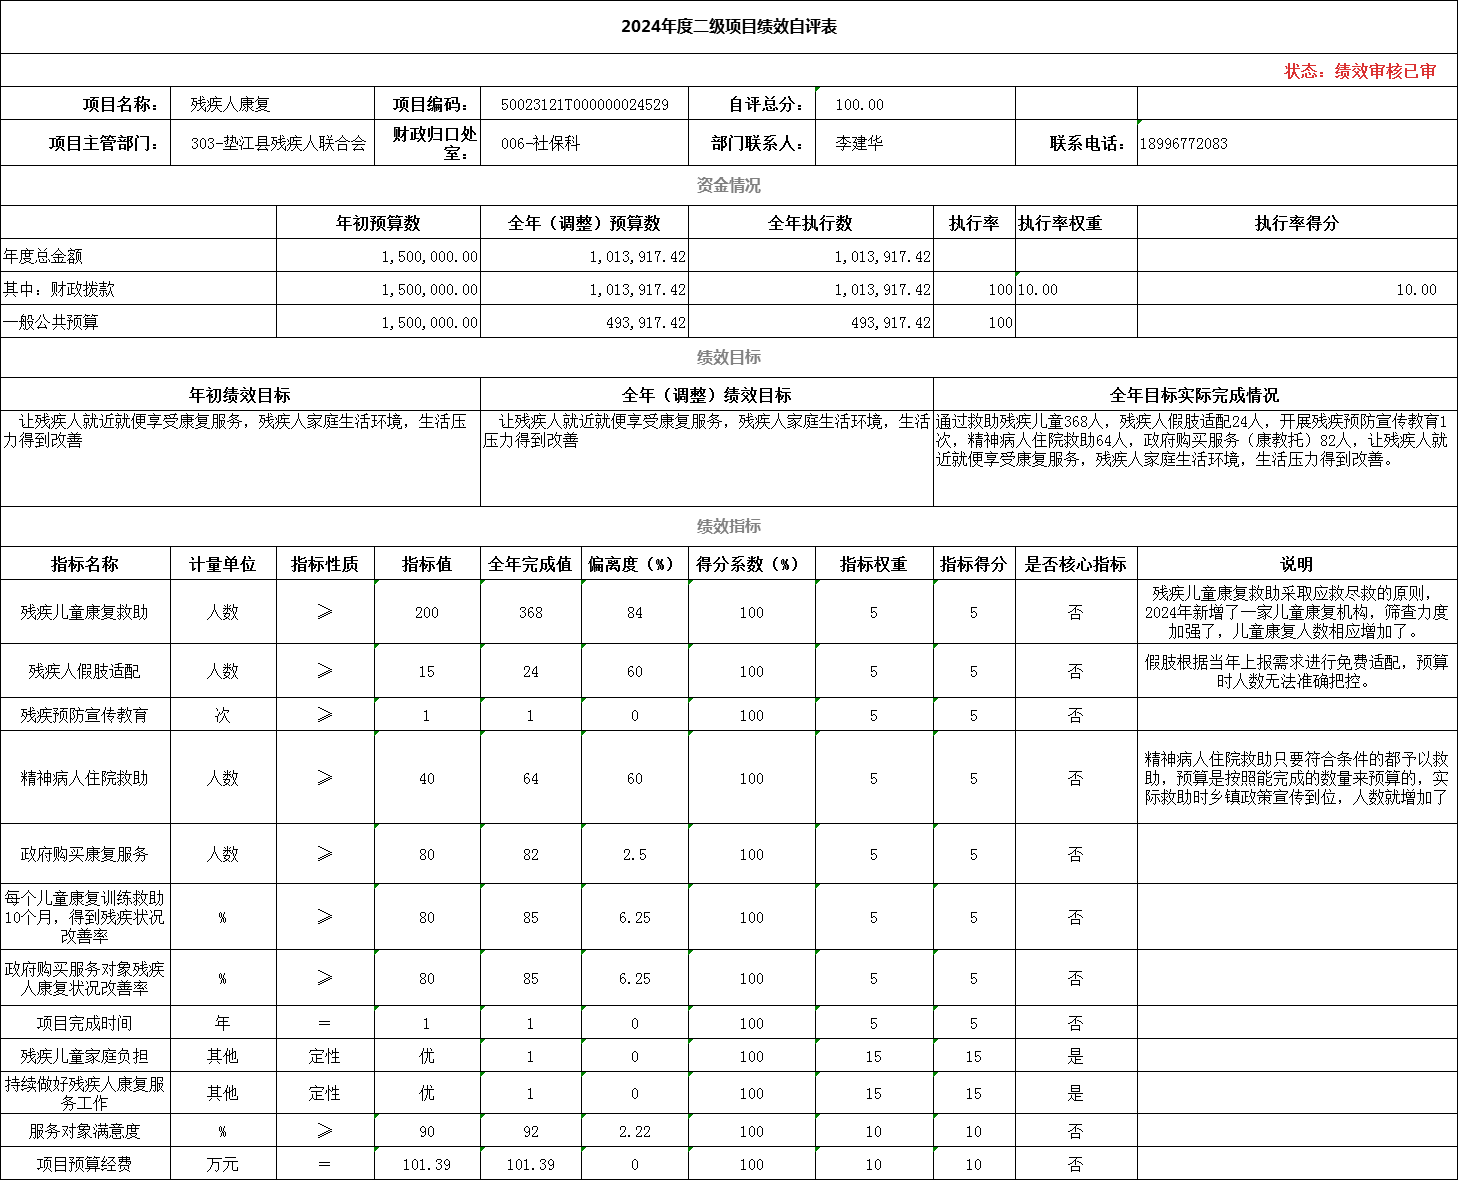 2024年度二级项目绩效自评表
状态：绩效审核已审
项目名称： 残疾人康复 项目编码： 50023121T000000024529 自评总分： 100.00
项目主管部门： 303-垫江县残疾人联合会 财政归口处室： 006-社保科 部门联系人： 李建华 联系电话： 18996772083
资金情况
年初预算数 全年（调整）预算数 全年执行数 执行率 执行率权重 执行率得分
年度总金额 1,500,000.00 1,013,917.42 1,013,917.42
其中：财政拨款 1,500,000.00 1,013,917.42 1,013,917.42 100 10.00 10.00
一般公共预算 1,500,000.00 493,917.42 493,917.42 100
绩效目标
年初绩效目标 全年（调整）绩效目标 全年目标实际完成情况
让残疾人就近就便享受康复服务，残疾人家庭生活环境，生活压
力得到改善
让残疾人就近就便享受康复服务，残疾人家庭生活环境，生活
压力得到改善
通过救助残疾儿童368人，残疾人假肢适配24人，开展残疾预防宣传教育1
次，精神病人住院救助64人，政府购买服务（康教托）82人，让残疾人就
近就便享受康复服务，残疾人家庭生活环境，生活压力得到改善。
绩效指标
指标名称 计量单位 指标性质 指标值 全年完成值 偏离度（%） 得分系数（%） 指标权重 指标得分 是否核心指标 说明
残疾儿童康复救助 人数 ≥ 200 368 84 100 5 5 否
残疾儿童康复救助采取应救尽救的原则，
2024年新增了一家儿童康复机构，筛查力度
加强了，儿童康复人数相应增加了。
残疾人假肢适配 人数 ≥ 15 24 60 100 5 5 否
假肢根据当年上报需求进行免费适配，预算
时人数无法准确把控。
残疾预防宣传教育 次 ≥ 1 1 0 100 5 5 否
精神病人住院救助 人数 ≥ 40 64 60 100 5 5 否
精神病人住院救助只要符合条件的都予以救
助，预算是按照能完成的数量来预算的，实
际救助时乡镇政策宣传到位，人数就增加了
政府购买康复服务 人数 ≥ 80 82 2.5 100 5 5 否
每个儿童康复训练救助
10个月，得到残疾状况
改善率
% ≥ 80 85 6.25 100 5 5 否
政府购买服务对象残疾
人康复状况改善率
% ≥ 80 85 6.25 100 5 5 否
项目完成时间 年 ＝ 1 1 0 100 5 5 否
残疾儿童家庭负担 其他 定性 优 1 0 100 15 15 是
持续做好残疾人康复服
务工作
其他 定性 优 1 0 100 15 15 是
服务对象满意度 % ≥ 90 92 2.22 100 10 10 否
项目预算经费 万元 ＝ 101.39 101.39 0 100 10 10 否